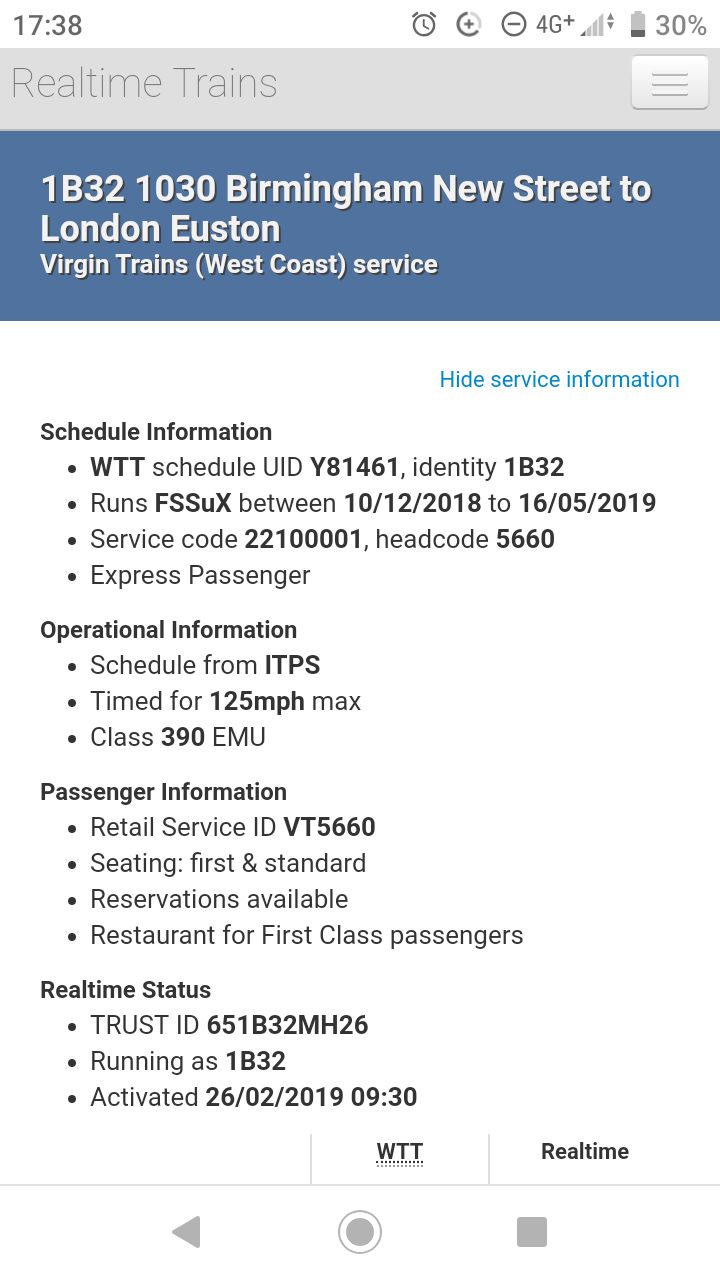 17:38 4G+ 30%
Realtime Trains
1B32 1030 Birmingham New Street to
London Euston
Virgin Trains (West Coast) service
Hide service information
Schedule Information
• WTT schedule UID Y81461, identity 1B32
• Runs FSSuX between 10/12/2018 to 16/05/2019
• Service code 22100001, headcode 5660
• Express Passenger
Operational Information
• Schedule from ITPS
• Timed for 125mph max
• Class 390 EMU
Passenger Information
• Retail Service ID VT5660
• Seating: first & standard
• Reservations available
• Restaurant for First Class passengers
Realtime Status
• TRUST ID 651B32MH26
• Running as 1B32
• Activated 26/02/2019 09:30
WTT Realtime